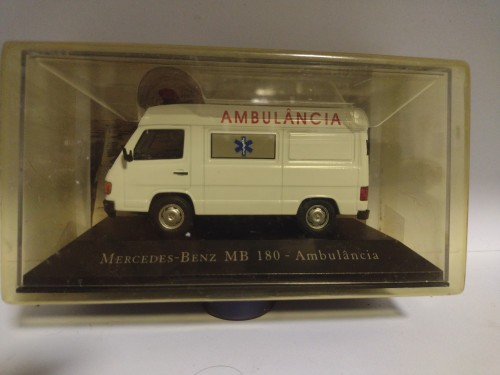 AMBULÂNCIA
MERCEDES-BENZ MB 180 - Ambulância